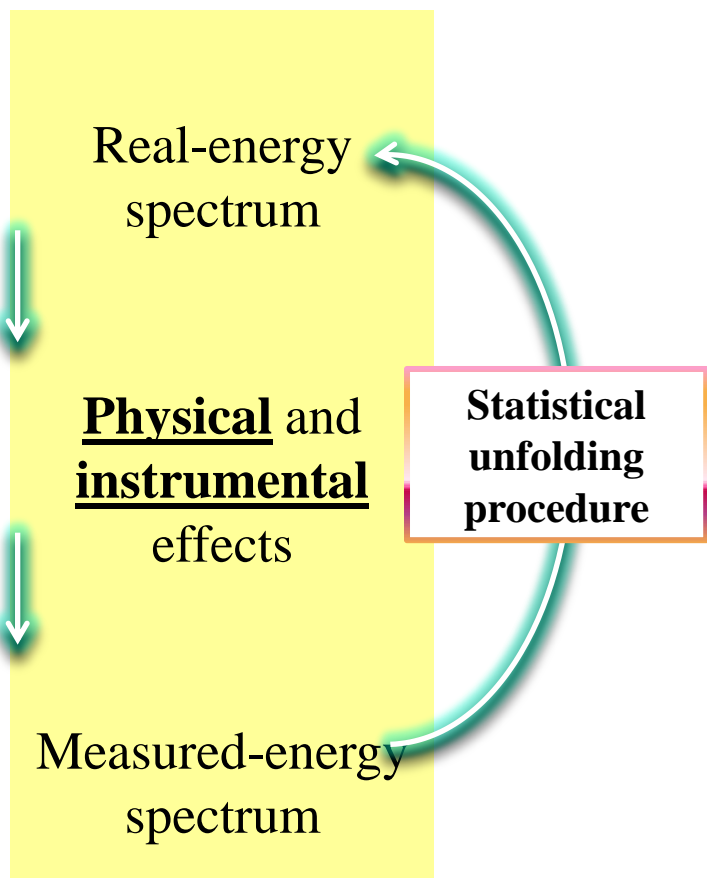 Real-energy
spectrum
Physical and
instrumental
effects
Statistical
unfolding
procedure
Measured-energy
spectrum